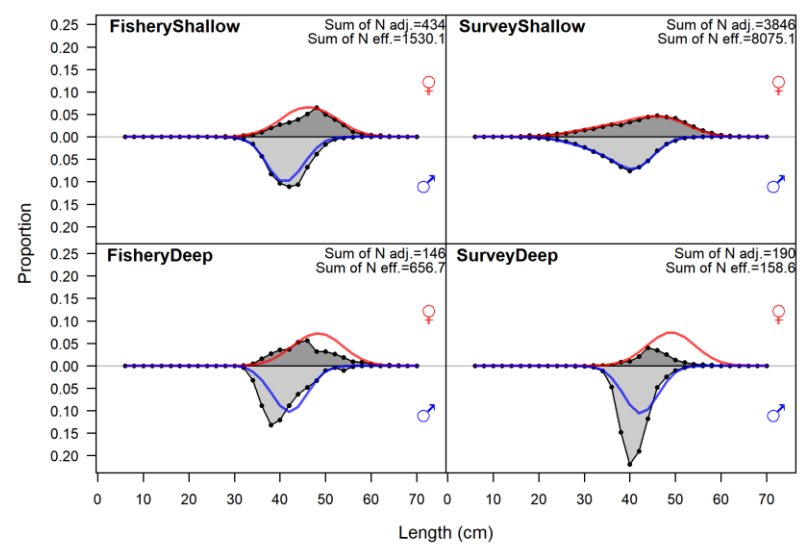 FisheryShallow
Sum of N adj.=434
Sum of N eff.=1530.1
SurveyShallow
Sum of N adj.=3846
Sum of N eff.=8075.1
0.25
0.20
0.15
0.10
0.05
0.00
0.05
0.10
0.15
0.20
♀
♂
♀
♂
Proportion
FisheryDeep
Sum of N adj.=146
Sum of N eff.=656.7
SurveyDeep
Sum of N adj.=190
Sum of N eff.=158.6
0.25
0.20
0.15
0.10
0.05
0.00
0.05
0.10
0.15
0.20
♀
♂
♀
♂
0 10 20 30 40 50 60 70 0 10 20 30 40 50 60 70
Length (cm)